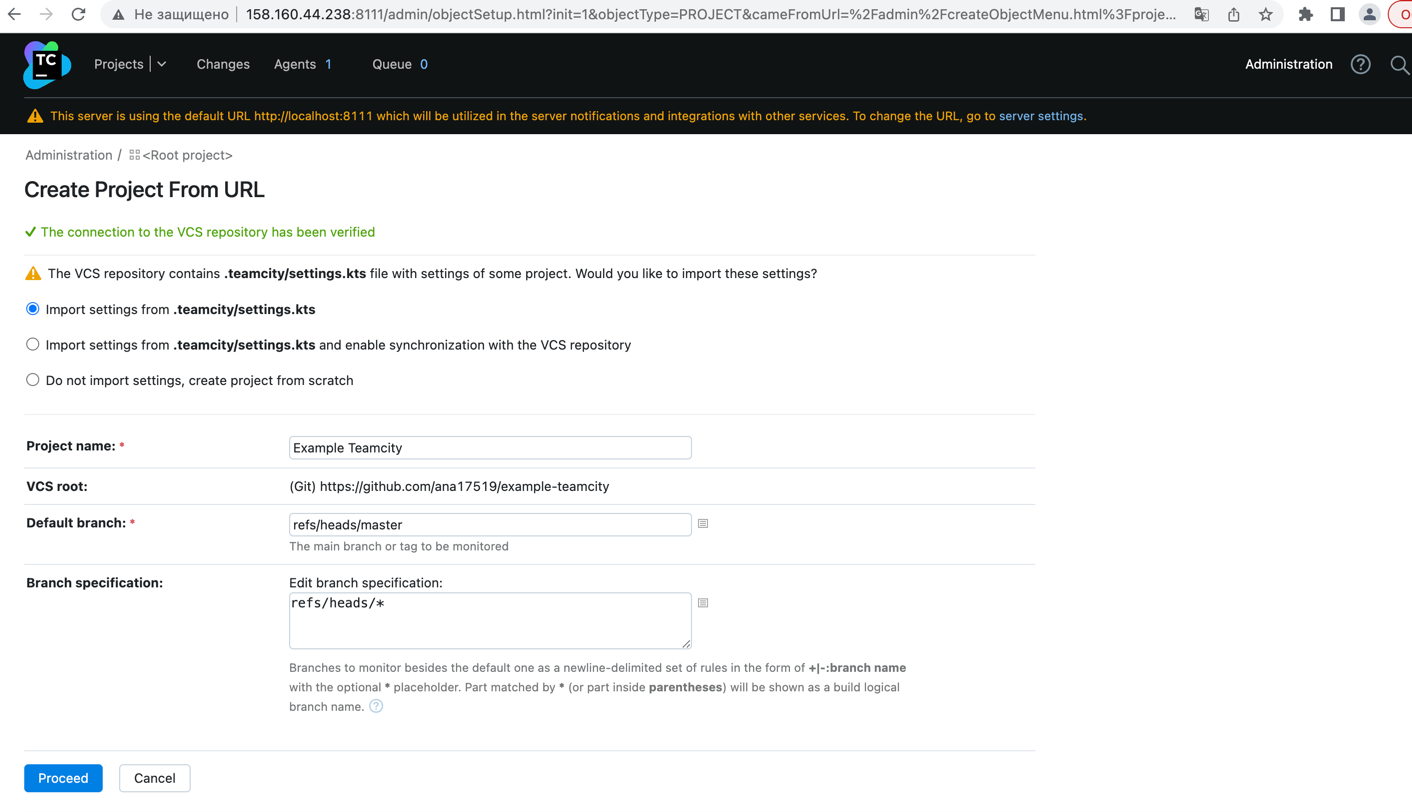 Не защищено 158.160.44.238:8111/admin/objectSetup.html?init=1&objectType=PROJECT&cameFromUrl=%2Fadmin%2FcreateObjectMenu.html%3Fproje...
TC Projects Changes Agents 1 Queue 0 Administration
This server is using the default URL http://localhost:8111 which will be utilized in the server notifications and integrations with other services. To change the URL, go to server settings.
Administration / <Root project>
Create Project From URL
The connection to the VCS repository has been verified
The VCS repository contains .teamcity/settings.kts file with settings of some project. Would you like to import these settings?
Import settings from .teamcity/settings.kts
Import settings from .teamcity/settings.kts and enable synchronization with the VCS repository
Do not import settings, create project from scratch
Project name: * Example Teamcity
VCS root: (Git) https://github.com/ana17519/example-teamcity
Default branch: * refs/heads/master
The main branch or tag to be monitored
Branch specification: Edit branch specification:
refs/heads/*
Branches to monitor besides the default one as a newline-delimited set of rules in the form of +|-:branch name
with the optional * placeholder. Part matched by * (or part inside parentheses) will be shown as a build logical
branch name. ?
Proceed Cancel